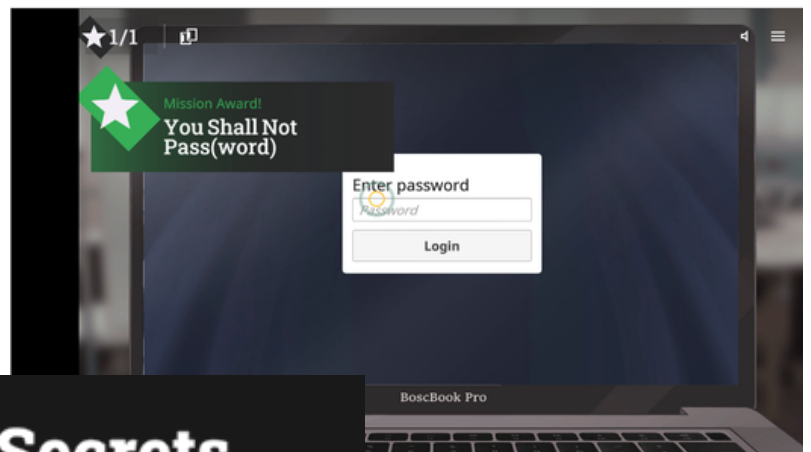 1/1
Mission Award!
You Shall Not
Pass(word)
Enter password
Password
Login
BoscBook Pro
Secrets